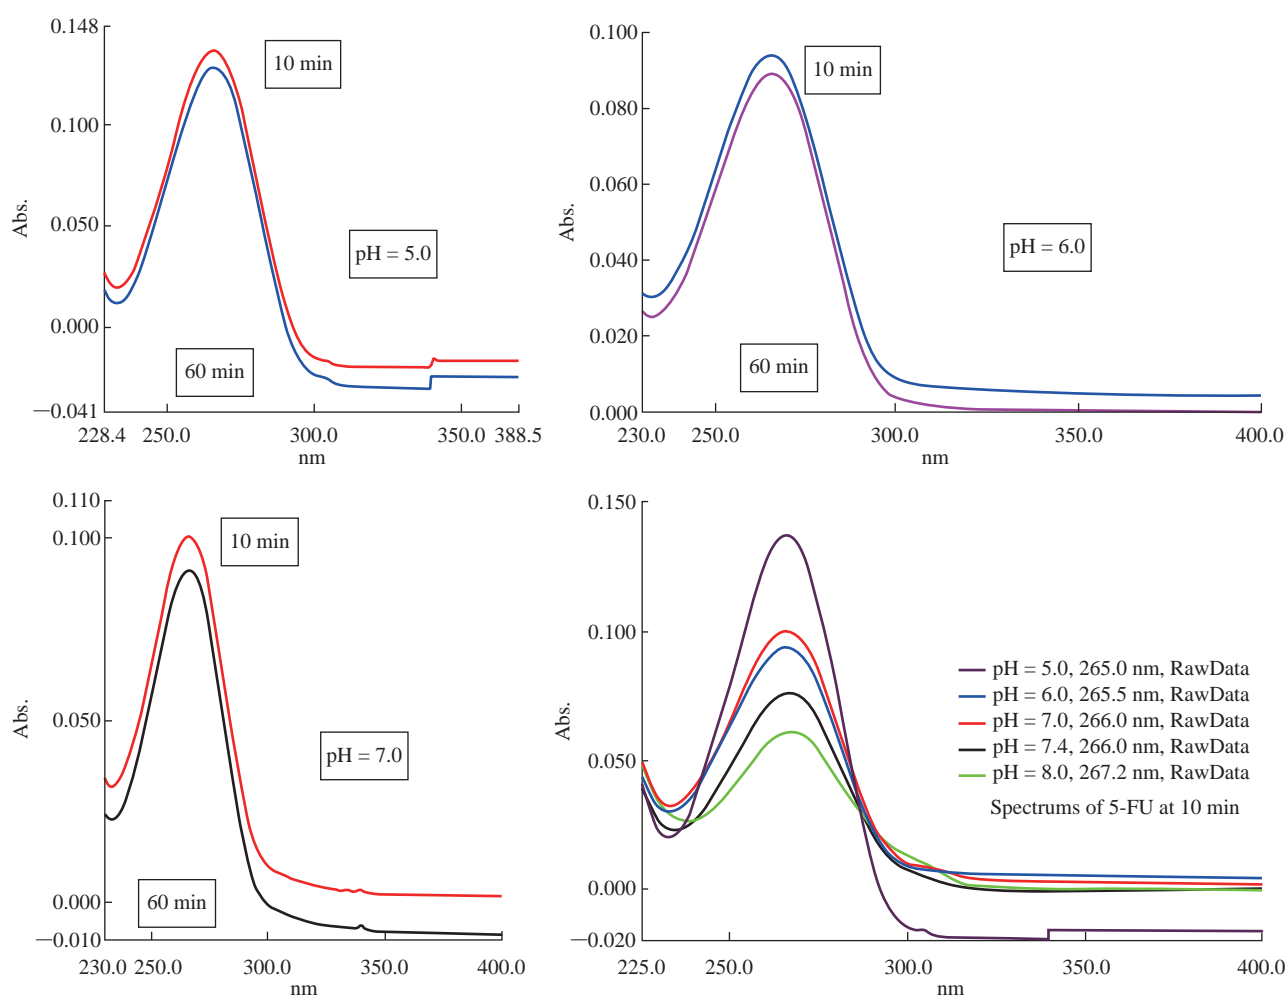 0.148
0.100
0.050
0.000
—0.041
Abs.
10 min
pH = 5.0
60 min
228.4 250.0 300.0 350.0 388.5
nm
0.100
0.080
0.060
0.040
0.020
0.000
Abs.
10 min
pH = 6.0
60 min
230.0 250.0 300.0 350.0 400.0
nm
0.110
0.100
0.050
0.000
—0.010
Abs.
10 min
pH = 7.0
60 min
230.0 250.0 300.0 350.0 400.0
nm
0.150
0.100
0.050
0.000
—0.020
Abs.
pH = 5.0, 265.0 nm, RawData
pH = 6.0, 265.5 nm, RawData
pH = 7.0, 266.0 nm, RawData
pH = 7.4, 266.0 nm, RawData
pH = 8.0, 267.2 nm, RawData
Spectrums of 5-FU at 10 min
225.0 250.0 300.0 350.0 400.0
nm